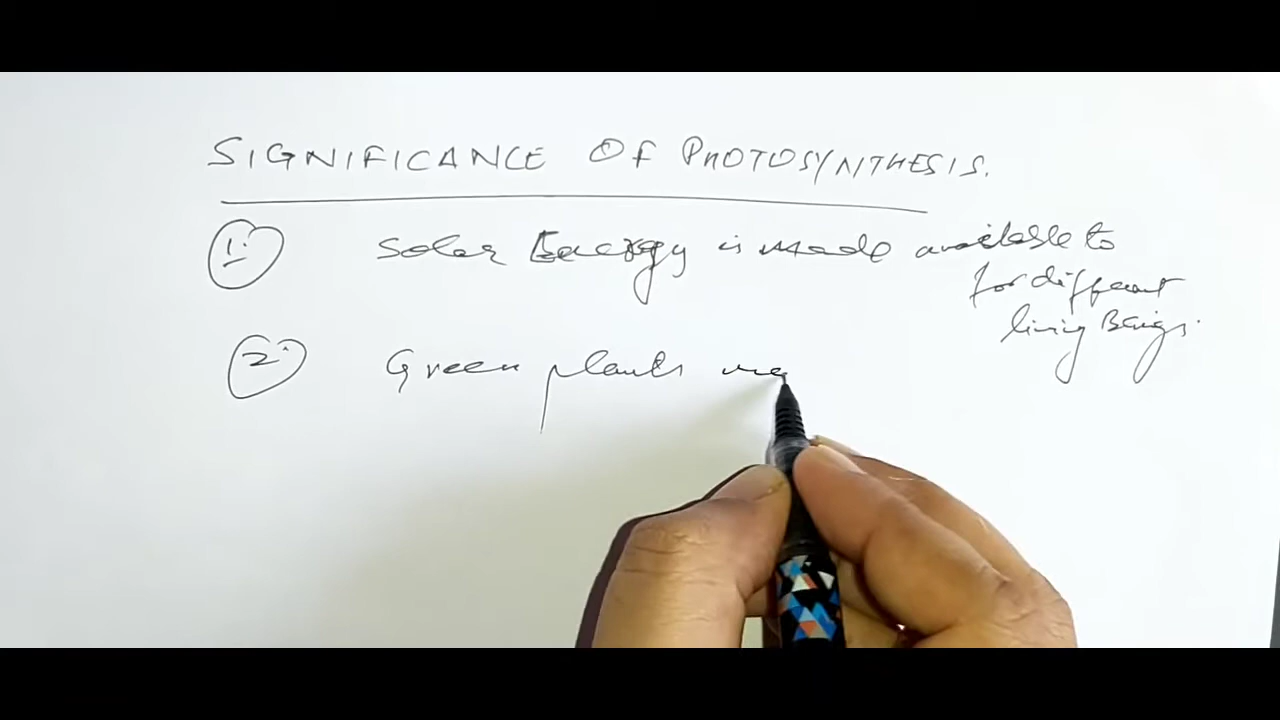 SIGNIFICANCE OF PHOTOSYNTHESIS.
1. Solar Energy is made available to
for different
living Beings.
2. Green plants